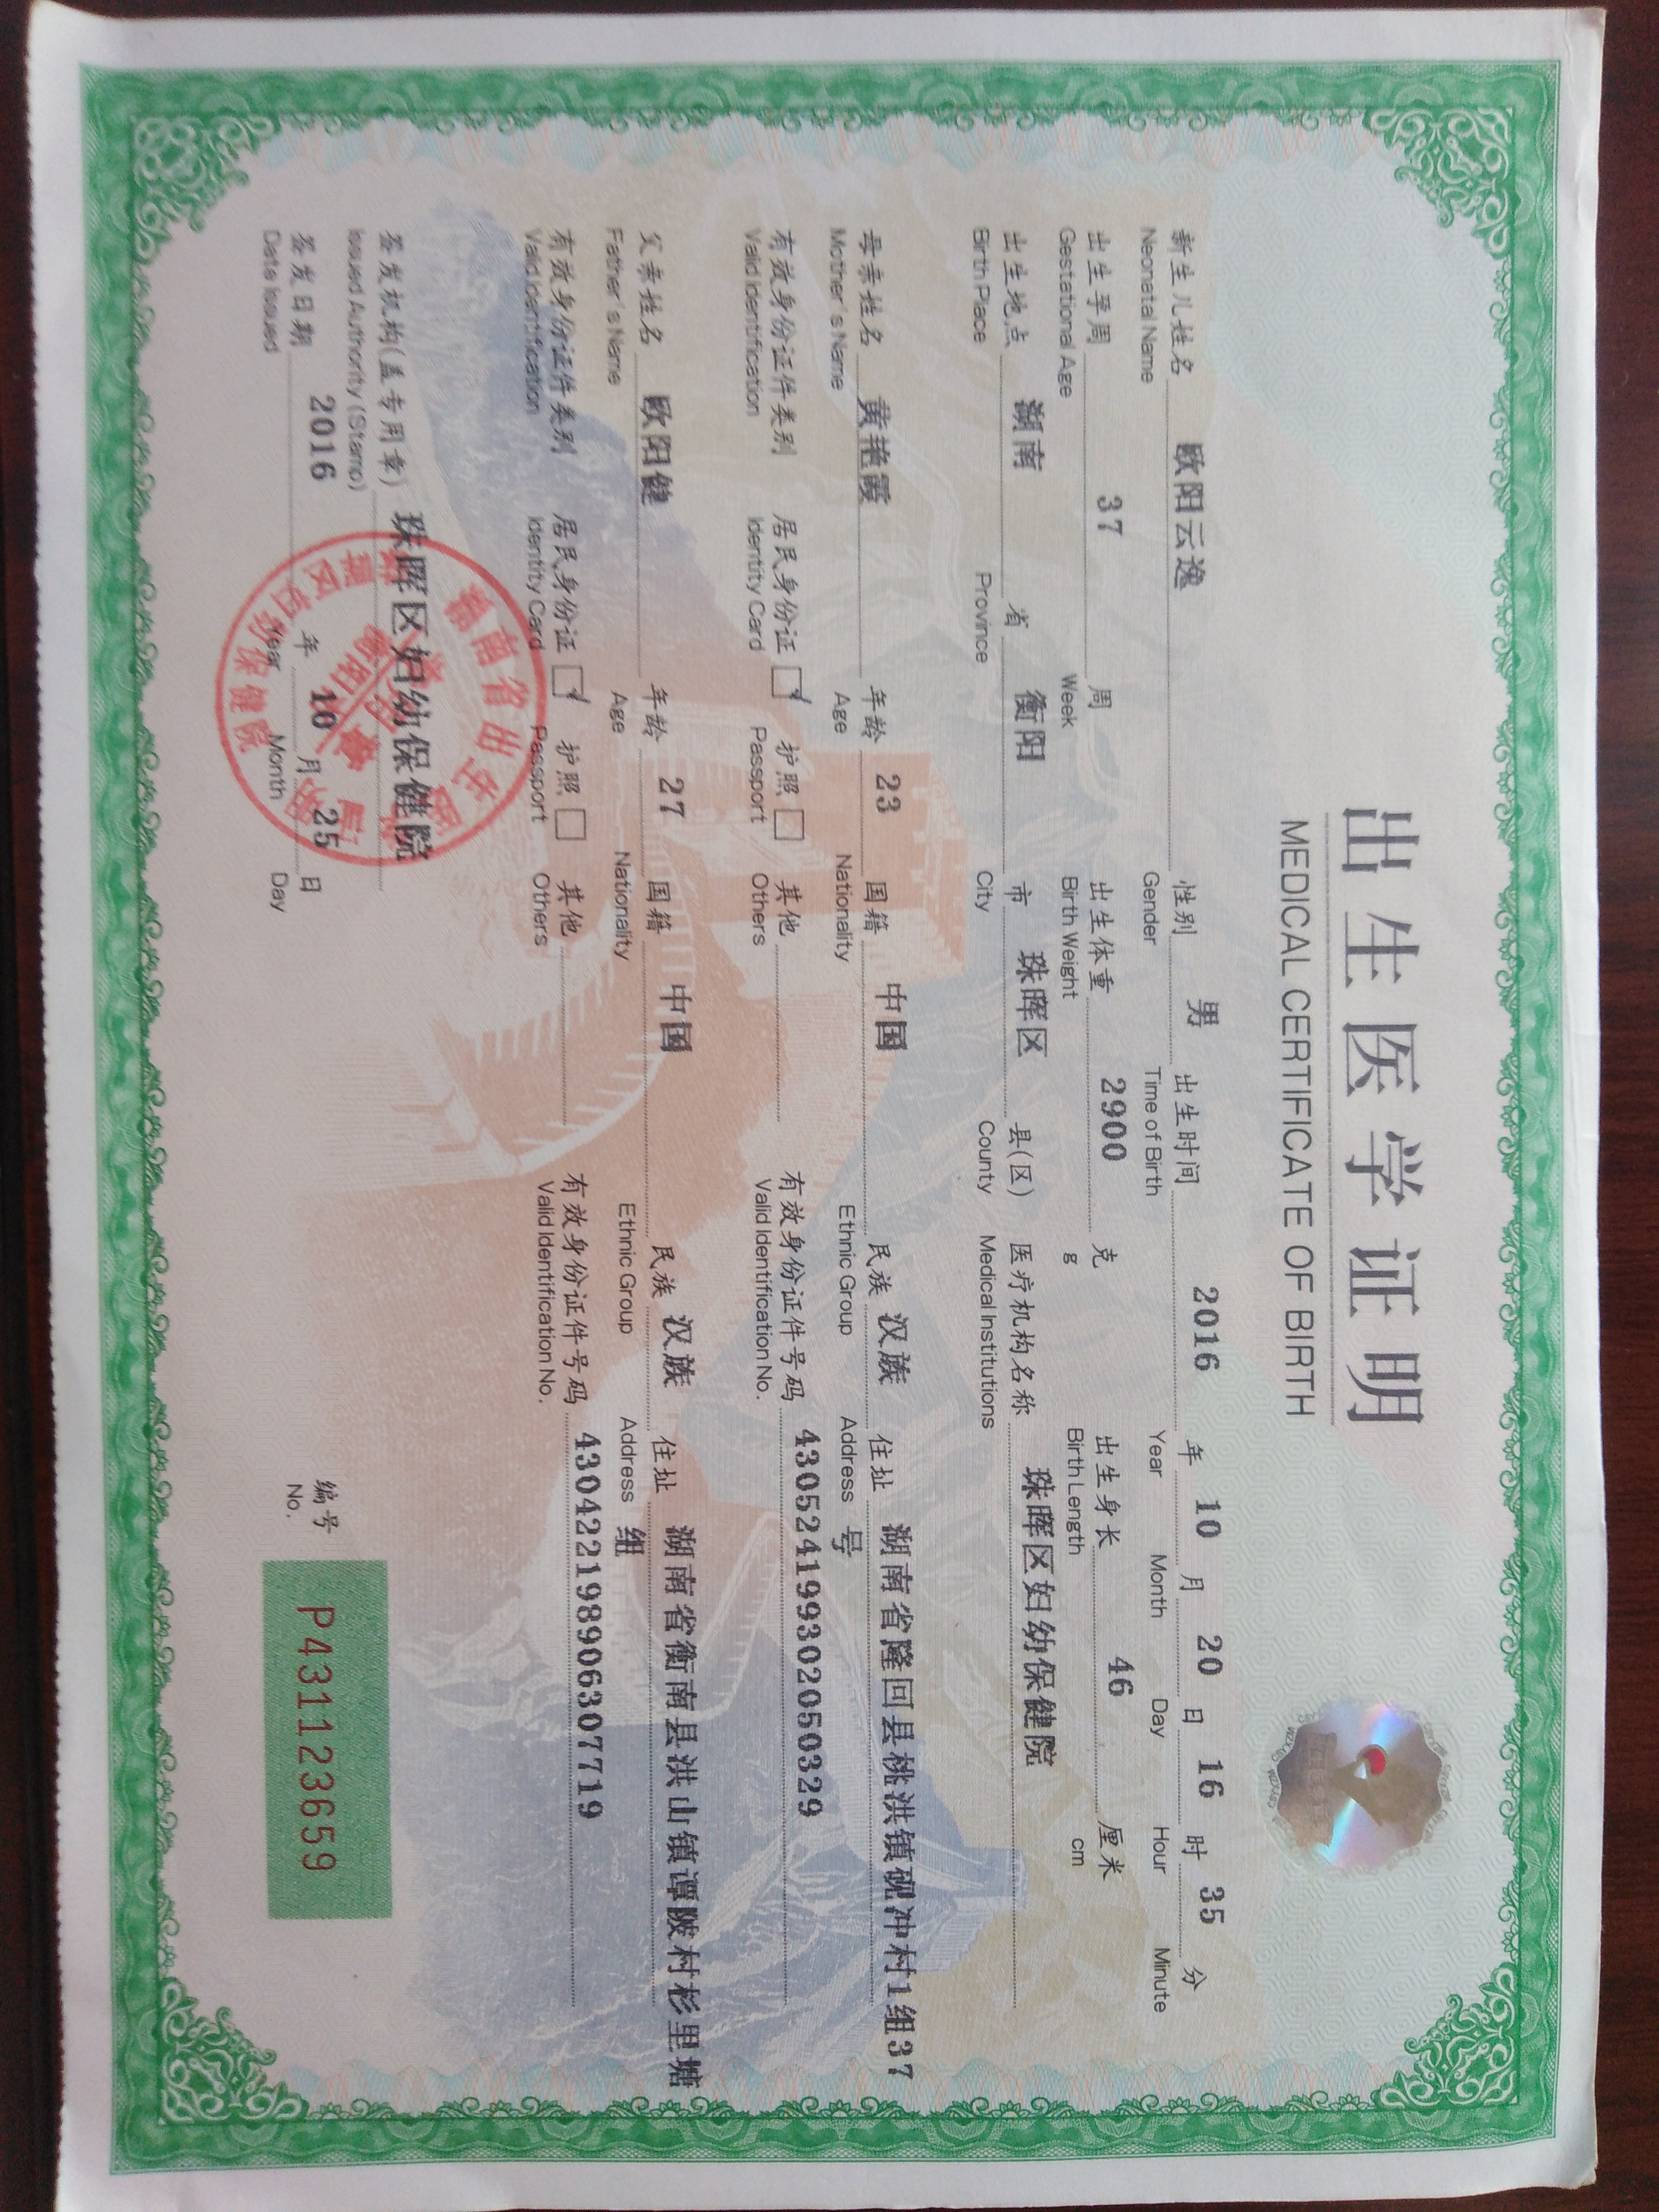 出生医学证明
MEDICAL CERTIFICATE OF BIRTH
新生儿姓名 欧阳云逸 性别 男 出生时间 2016 年 10 月 20 日 16 时 35 分
Neonatal Name Gender Time of Birth Year Month Day Hour Minute
出生孕周 37 周 出生体重 2900 克 出生身长 46 厘米
Gestational Age Week Birth Weight g Birth Length cm
出生地点 湖南 省 衡阳 市 珠晖区 县(区) 医疗机构名称 珠晖区妇幼保健院
Birth Place Province City County Medical Institutions
母亲姓名 黄艳霞 年龄 23 国籍 中国 民族 汉族 住址 湖南省隆回县桃洪镇砚冲村1组37
Mother's Name Age Nationality Ethnic Group Address 号
有效身份证件类别 居民身份证 护照 其他 有效身份证件号码 430524199302050329
Valid Identification Identity Card Passport Others Valid Identification No.
父亲姓名 欧阳健 年龄 27 国籍 中国 民族 汉族 住址 湖南省衡南县洪山镇谭陂村杉里塘
Father's Name Age Nationality Ethnic Group Address 组
有效身份证件类别 居民身份证 护照 其他 有效身份证件号码 430422198906307719
Valid Identification Identity Card Passport Others Valid Identification No.
湖南省出生医学证明
专用章
衡阳市
珠晖区妇幼保健院
签发机构(盖专用章) 珠晖区妇幼保健院
Issued Authority (Stamp)
签发日期 2016 年 10 月 25 日
Date Issued Year Month Day
编号 P431123659
No.